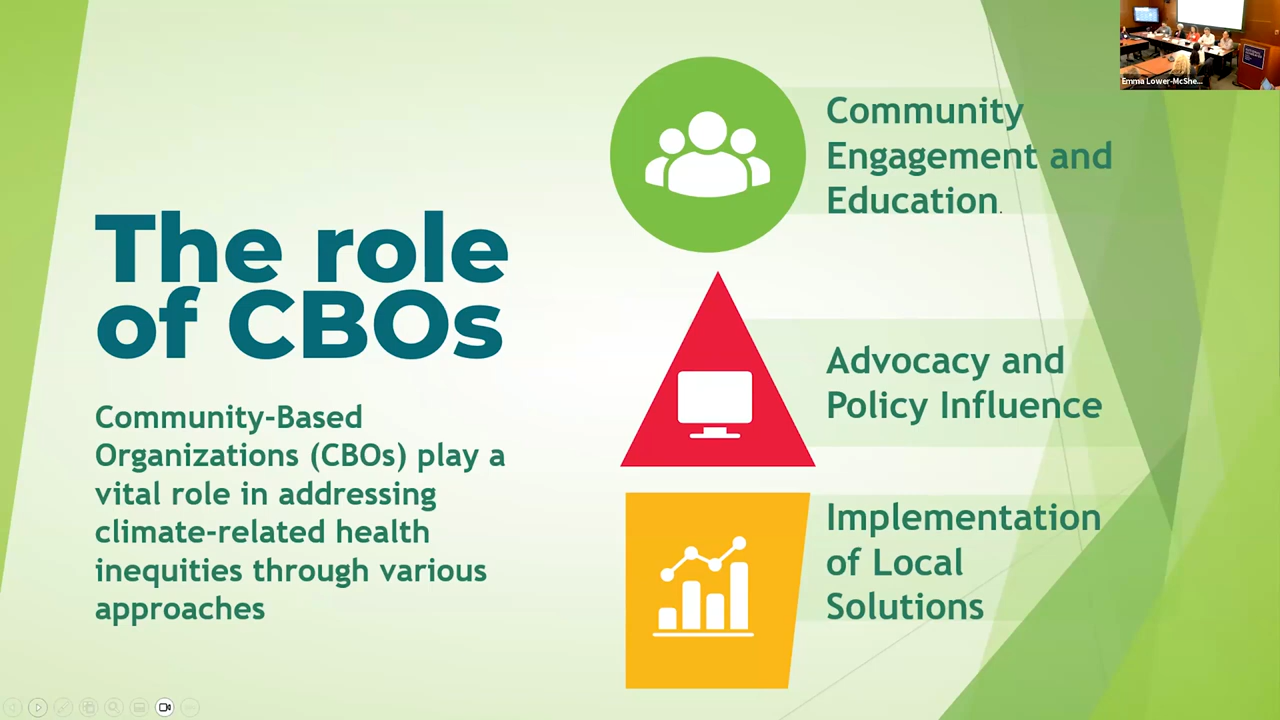 The role
of CBOs
Community-Based
Organizations (CBOs) play a
vital role in addressing
climate-related health
inequities through various
approaches
Community
Engagement and
Education.
Advocacy and
Policy Influence
Implementation
of Local
Solutions
Emma Lower-McShe...